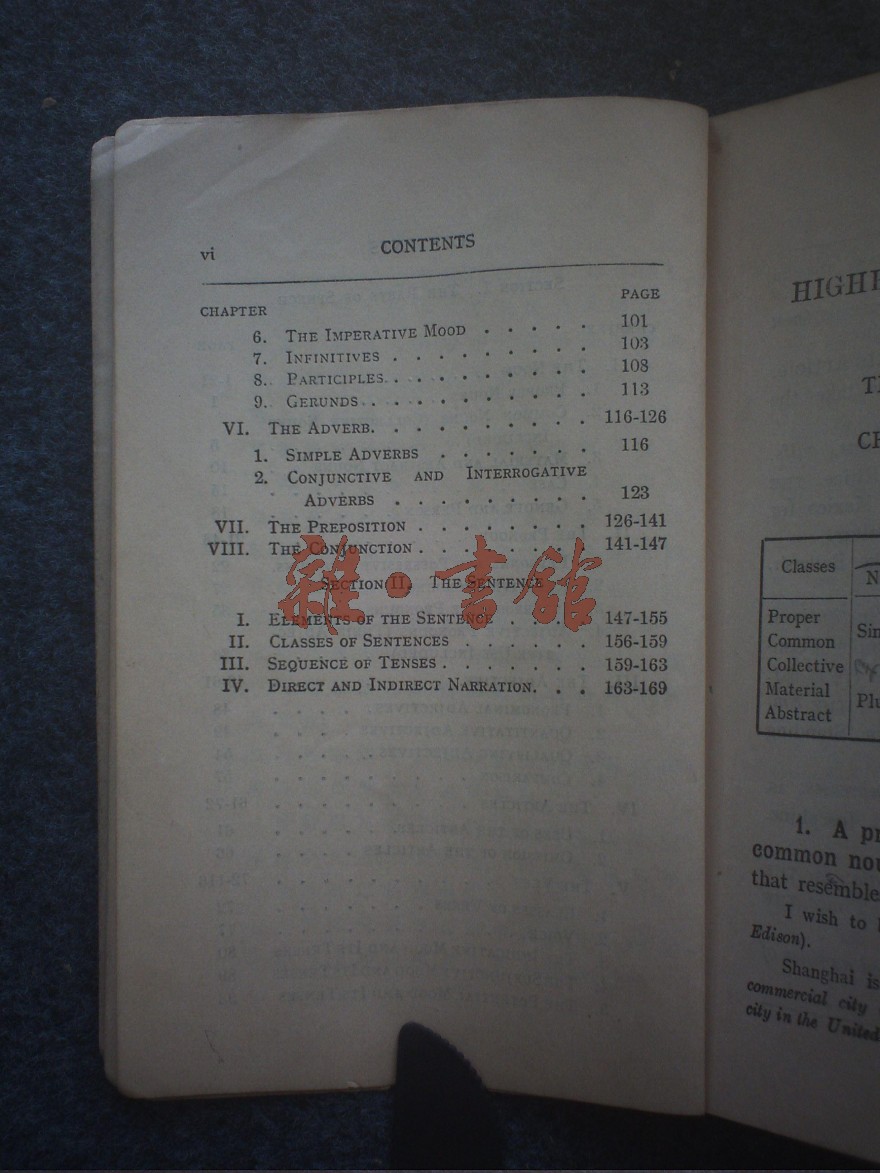 vi
CONTENTS
CHAPTER PAGE
6. THE IMPERATIVE MOOD . . . . . 101
7. INFINITIVES . . . . . . . . . 103
8. PARTICIPLES . . . . . . . . . 108
9. GERUNDS . . . . . . . . . . 113
VI. THE ADVERB. . . . . . . . . . 116-126
1. SIMPLE ADVERBS . . . . . . . 116
2. CONJUNCTIVE AND INTERROGATIVE
ADVERBS . . . . . . . . . 123
VII. THE PREPOSITION . . . . . . . . 126-141
VIII. THE CONJUNCTION . . . . . . . . 141-147
SECTION II. THE SENTENCE
I. ELEMENTS OF THE SENTENCE . . . . 147-155
II. CLASSES OF SENTENCES . . . . . . 156-159
III. SEQUENCE OF TENSES . . . . . . . 159-163
IV. DIRECT AND INDIRECT NARRATION. . . 163-169
雜·書館
Classes
Proper
Common
Collective
Material
Abstract
1. A
common
that
I wish to
Edison).
Shanghai is
commercial city
city in the United